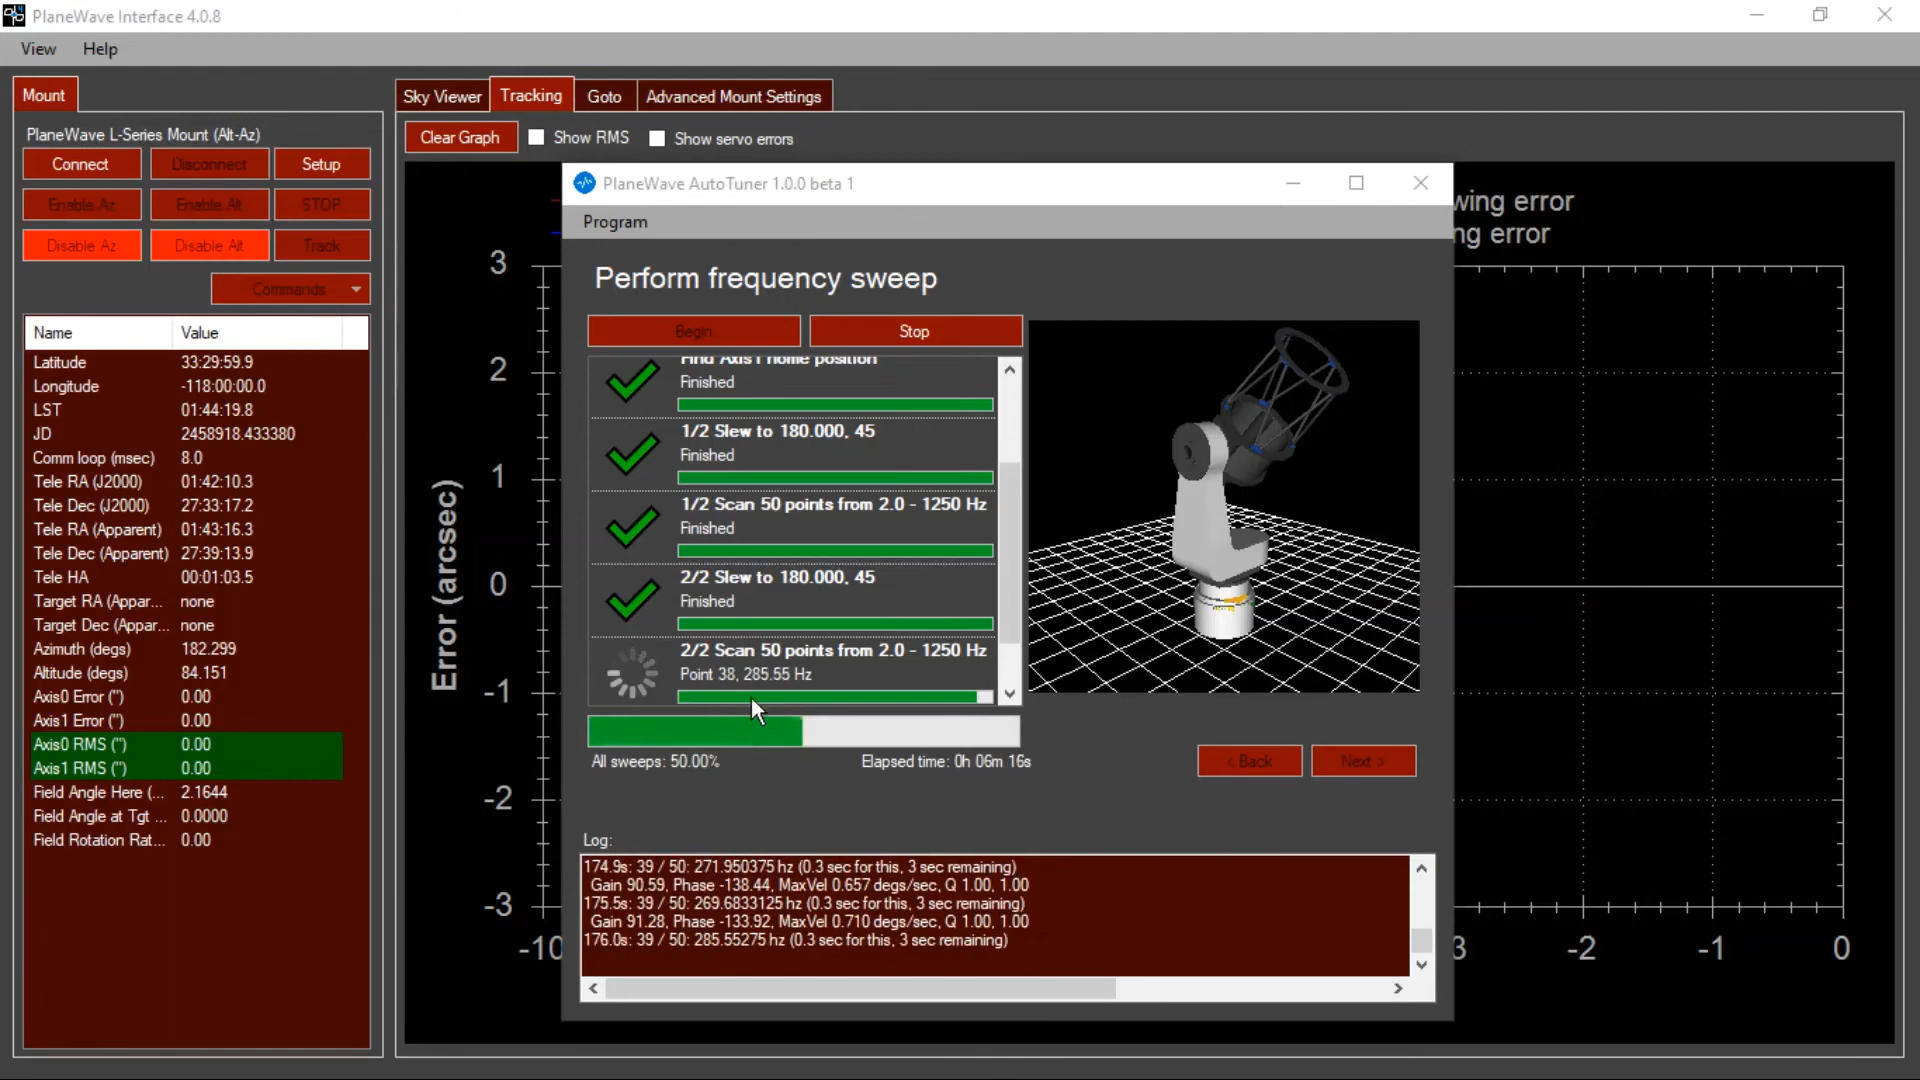 PlaneWave Interface 4.0.8
View Help
Mount
PlaneWave L-Series Mount (Alt-Az)
Connect Disconnect Setup
Enable Az Enable Alt STOP
Disable Az Disable Alt Track
Commands
Name Value
Latitude 33:29:59.9
Longitude -118:00:00.0
LST 01:44:19.8
JD 2458918.433380
Comm loop (msec) 8.0
Tele RA (J2000) 01:42:10.3
Tele Dec (J2000) 27:33:17.2
Tele RA (Apparent) 01:43:16.3
Tele Dec (Apparent) 27:39:13.9
Tele HA 00:01:03.5
Target RA (Appar... none
Target Dec (Appar... none
Azimuth (degs) 182.299
Altitude (degs) 84.151
Axis0 Error (") 0.00
Axis1 Error (") 0.00
Axis0 RMS (") 0.00
Axis1 RMS (") 0.00
Field Angle Here (... 2.1644
Field Angle at Tgt ... 0.0000
Field Rotation Rat... 0.00
Sky Viewer Tracking Goto Advanced Mount Settings
Clear Graph Show RMS Show servo errors
wing error
ng error
Error (arcsec)
3
2
1
0
-1
-2
-3
-10 3 -2 -1 0
PlaneWave AutoTuner 1.0.0 beta 1
Program
Perform frequency sweep
Begin Stop
Find Axis1 home position
Finished
1/2 Slew to 180.000, 45
Finished
1/2 Scan 50 points from 2.0 - 1250 Hz
Finished
2/2 Slew to 180.000, 45
Finished
2/2 Scan 50 points from 2.0 - 1250 Hz
Point 38, 285.55 Hz
All sweeps: 50.00% Elapsed time: 0h 06m 16s
< Back Next >
Log:
174.9s: 39 / 50: 271.950375 hz (0.3 sec for this, 3 sec remaining)
Gain 90.59, Phase -138.44, MaxVel 0.657 degs/sec, Q 1.00, 1.00
175.5s: 39 / 50: 269.6833125 hz (0.3 sec for this, 3 sec remaining)
Gain 91.28, Phase -133.92, MaxVel 0.710 degs/sec, Q 1.00, 1.00
176.0s: 39 / 50: 285.55275 hz (0.3 sec for this, 3 sec remaining)